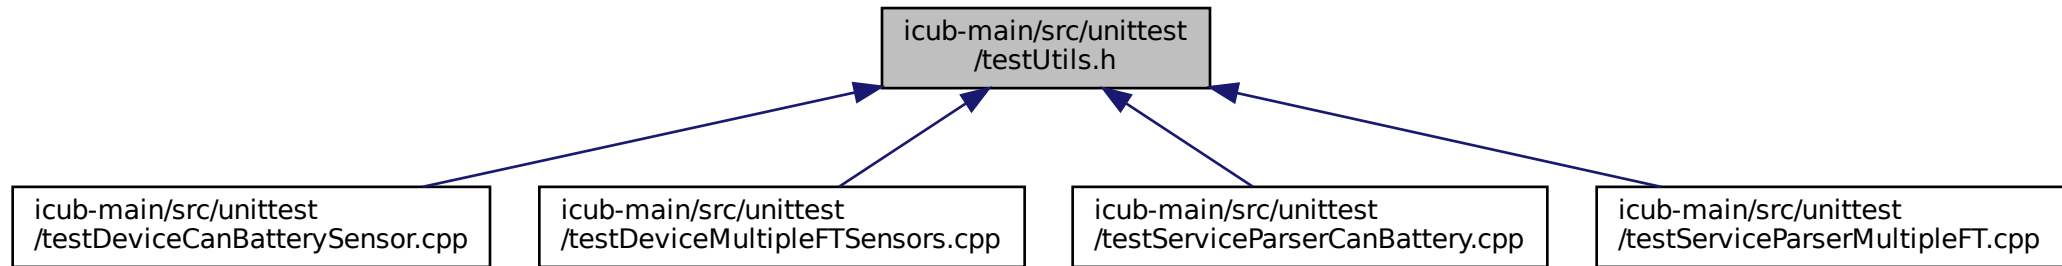 icub-main/src/unittest
/testUtils.h
icub-main/src/unittest
/testDeviceCanBatterySensor.cpp
icub-main/src/unittest
/testDeviceMultipleFTSensors.cpp
icub-main/src/unittest
/testServiceParserCanBattery.cpp
icub-main/src/unittest
/testServiceParserMultipleFT.cpp